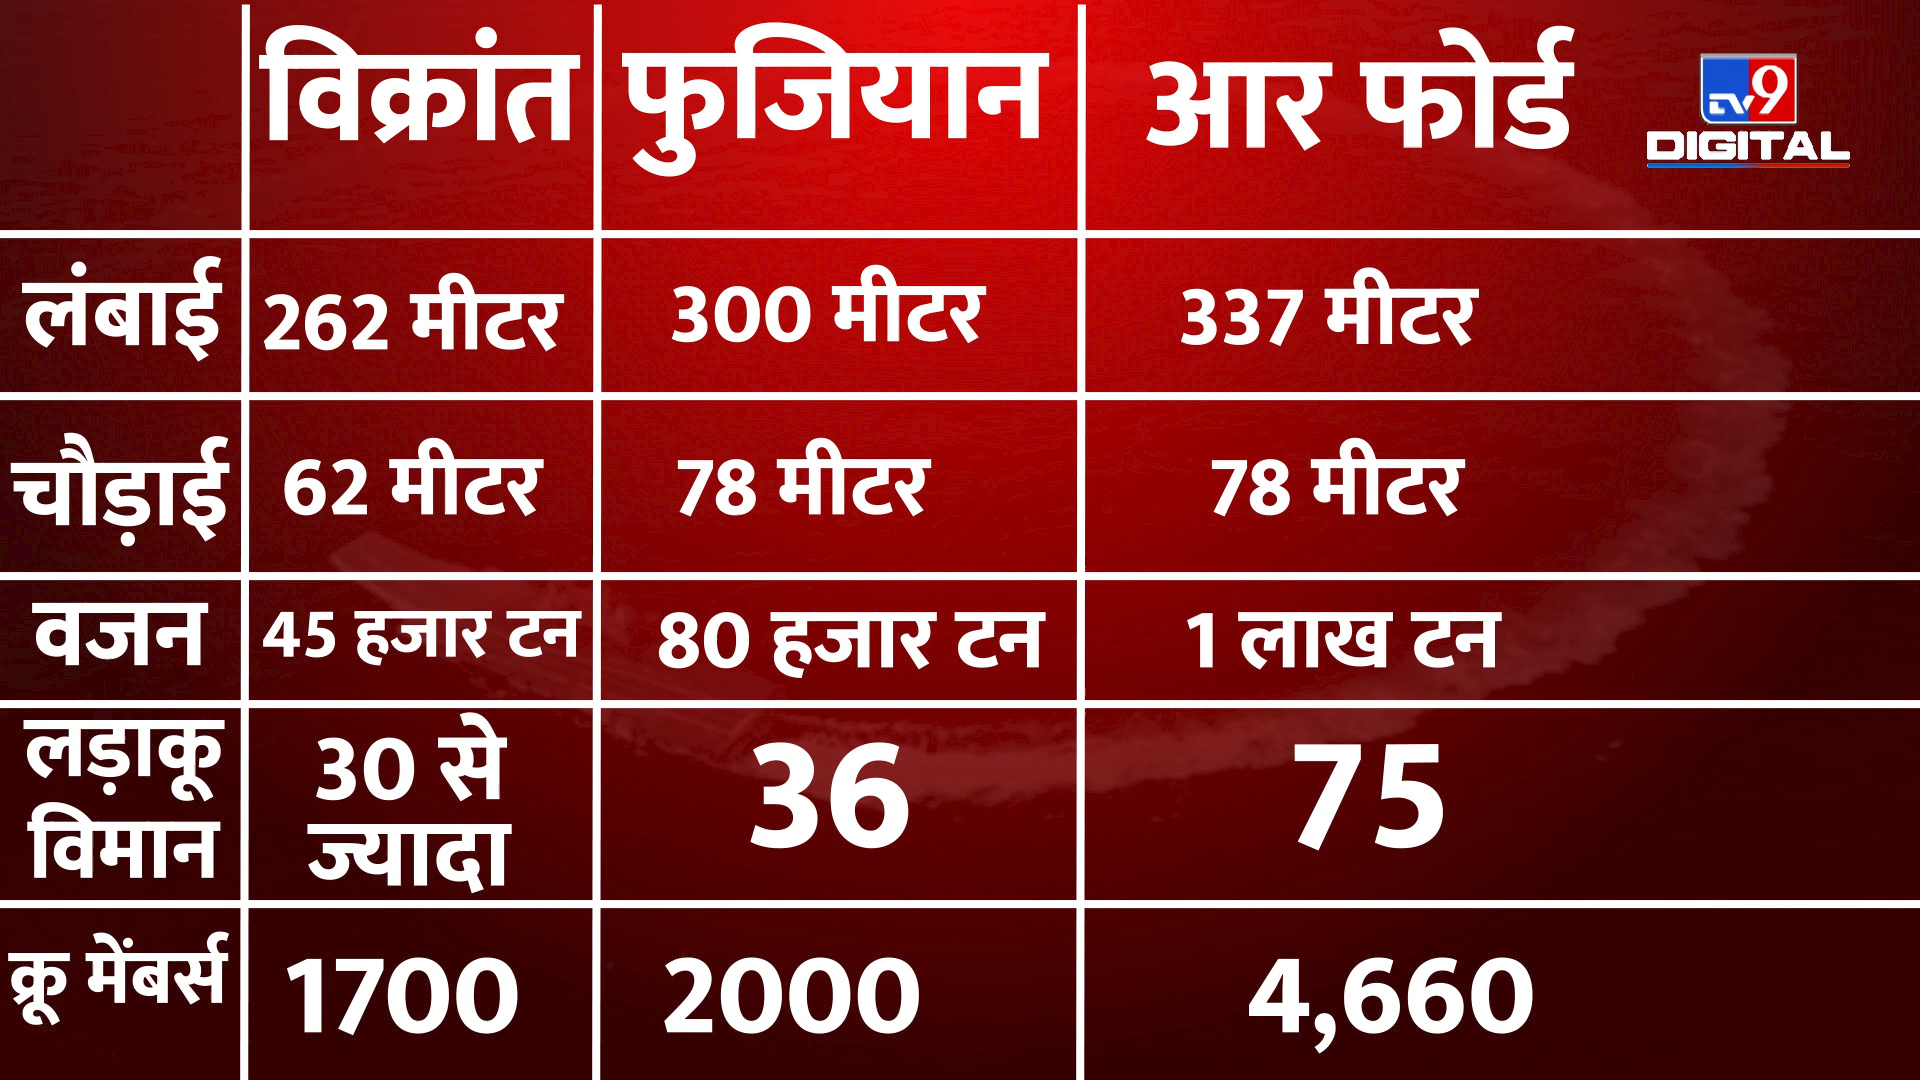 विक्रांत फुजियान आर फोर्ड
TV9
DIGITAL
लंबाई 262 मीटर 300 मीटर 337 मीटर
चौड़ाई 62 मीटर 78 मीटर 78 मीटर
वजन 45 हजार टन 80 हजार टन 1 लाख टन
लड़ाकू
विमान
30 से
ज्यादा
36 75
क्रू मेंबर्स 1700 2000 4,660